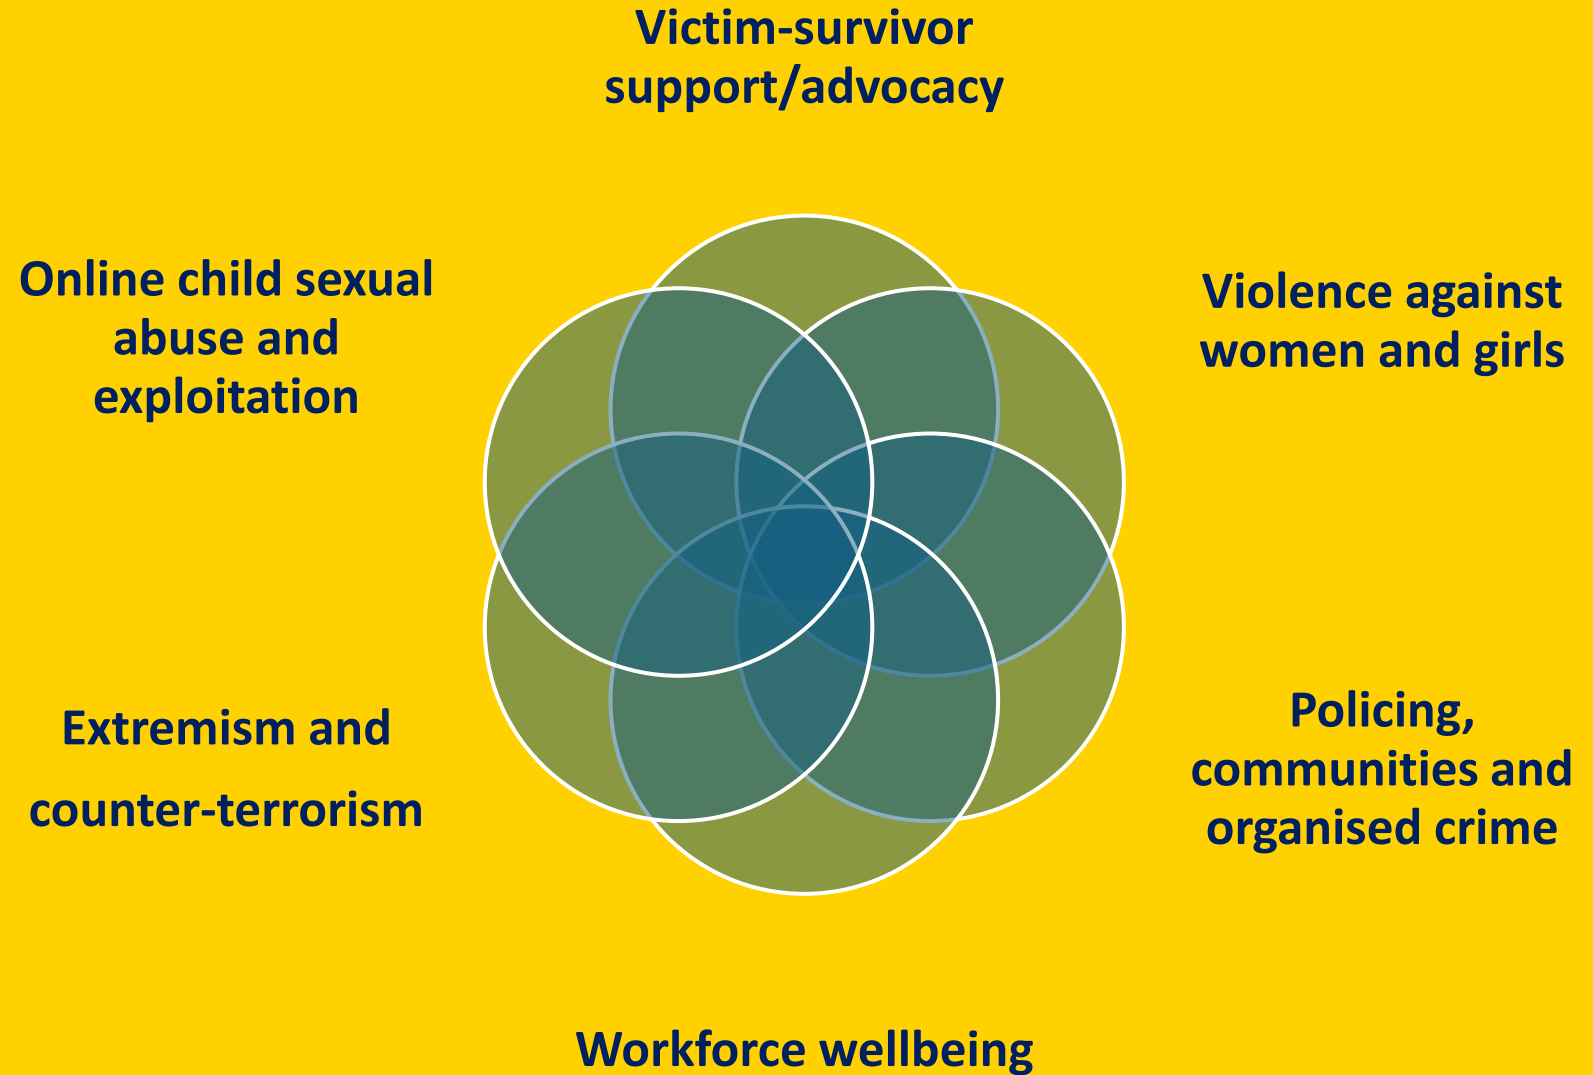 Victim-survivor
support/advocacy
Online child sexual
abuse and
exploitation
Violence against
women and girls
Extremism and
counter-terrorism
Policing,
communities and
organised crime
Workforce wellbeing